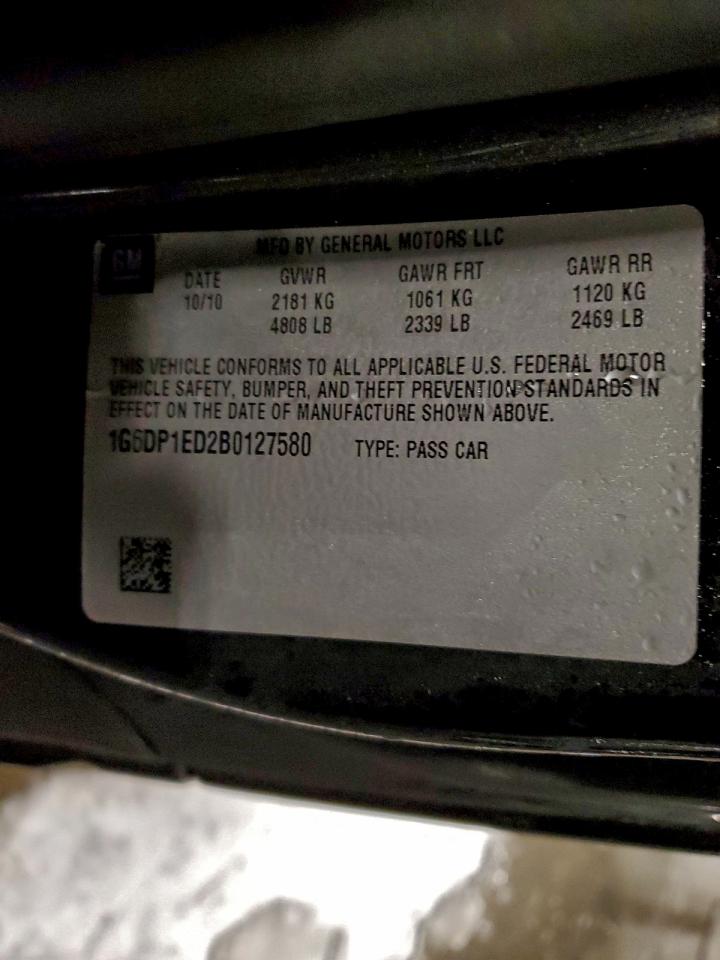 GM
MFD BY GENERAL MOTORS LLC
DATE GVWR GAWR FRT GAWR RR
10/10 2181 KG 1061 KG 1120 KG
4808 LB 2339 LB 2469 LB
THIS VEHICLE CONFORMS TO ALL APPLICABLE U.S. FEDERAL MOTOR
VEHICLE SAFETY, BUMPER, AND THEFT PREVENTION STANDARDS IN
EFFECT ON THE DATE OF MANUFACTURE SHOWN ABOVE.
1G6DP1ED2B0127580 TYPE: PASS CAR